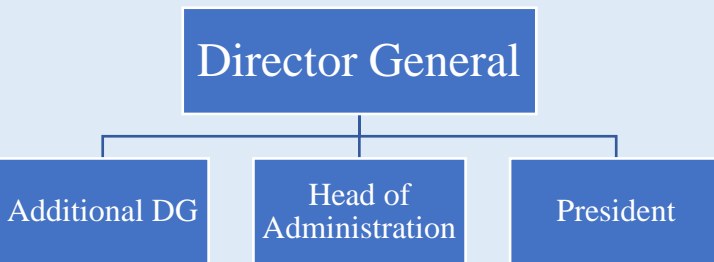 Director General
Additional DG
Head of
Administration
President